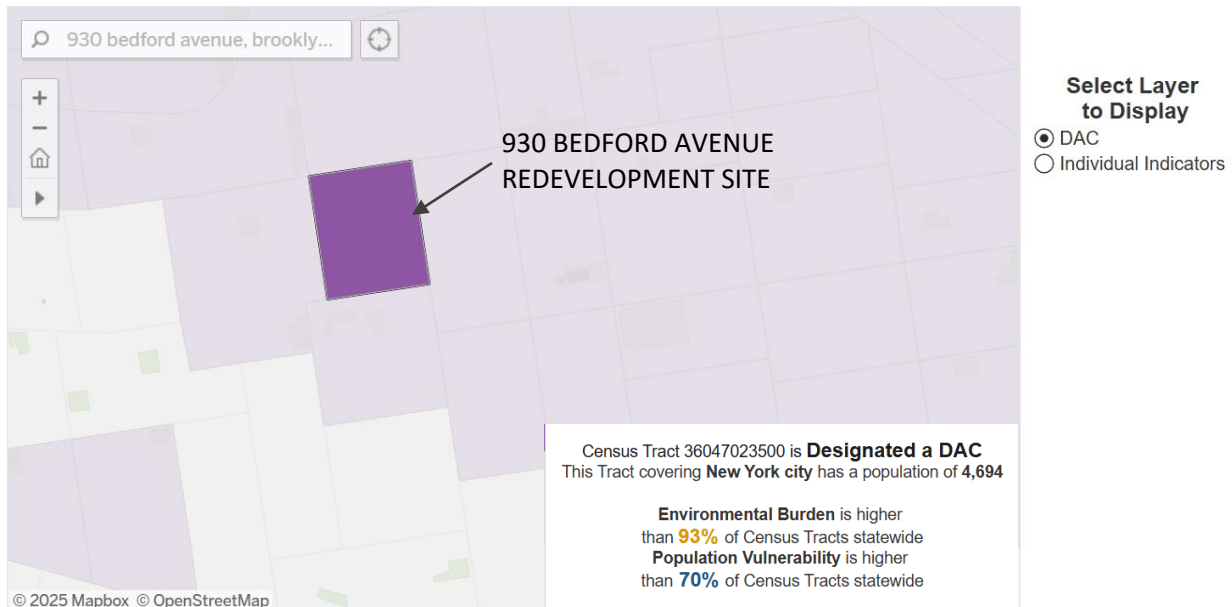 930 bedford avenue, brookly...
+
−
930 BEDFORD AVENUE
REDEVELOPMENT SITE
Select Layer
to Display
DAC
Individual Indicators
Census Tract 36047023500 is Designated a DAC
This Tract covering New York city has a population of 4,694
Environmental Burden is higher
than 93% of Census Tracts statewide
Population Vulnerability is higher
than 70% of Census Tracts statewide
© 2025 Mapbox © OpenStreetMap